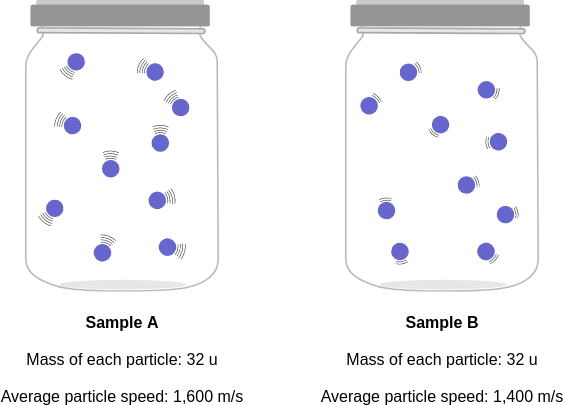 Sample A
Mass of each particle: 32 u
Average particle speed: 1,600 m/s
Sample B
Mass of each particle: 32 u
Average particle speed: 1,400 m/s